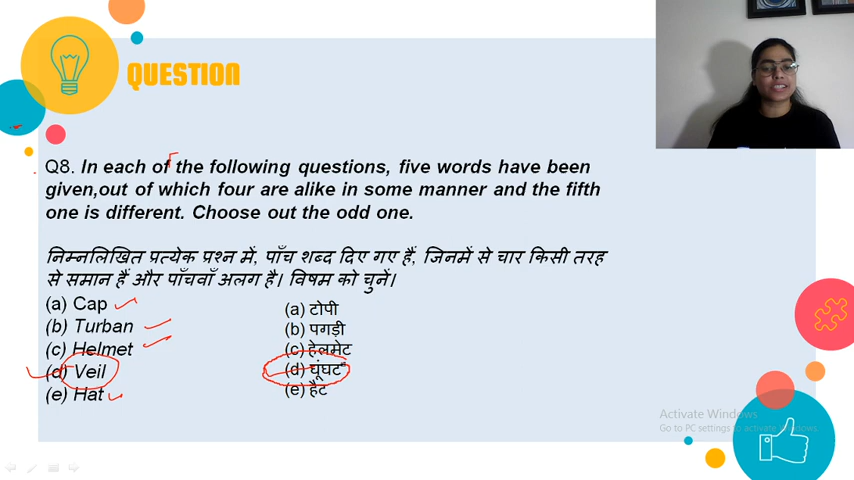 QUESTION
Q8. In each of the following questions, five words have been
given,out of which four are alike in some manner and the fifth
one is different. Choose out the odd one.
निम्नलिखित प्रत्येक प्रश्न में, पाँच शब्द दिए गए हैं, जिनमें से चार किसी तरह
से समान हैं और पाँचवाँ अलग है। विषम को चुनें।
(a) Cap
(b) Turban
(c) Helmet
(d) Veil
(e) Hat
(a) टोपी
(b) पगड़ी
(c) हेलमेट
(d) घूंघट
(e) हैट
Activate Windows
Go to PC settings to activate Windows.